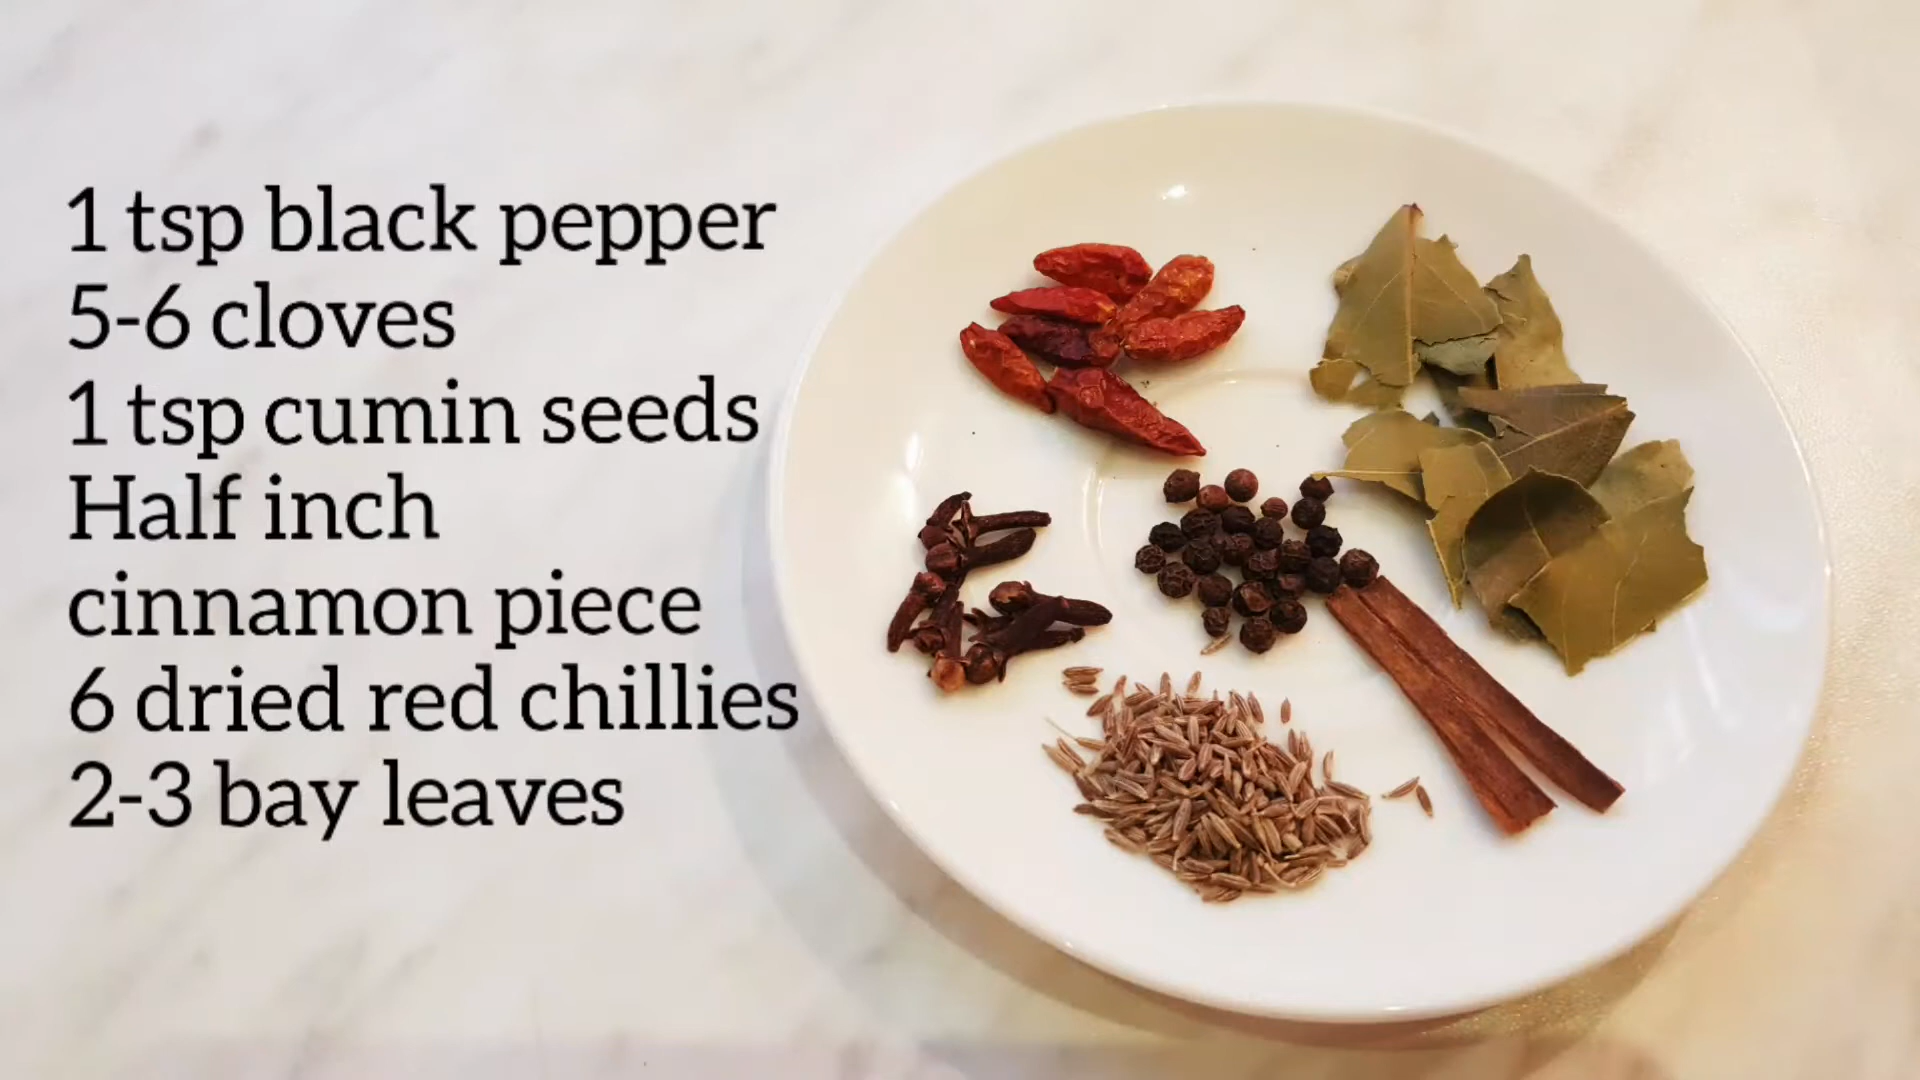 1 tsp black pepper
5-6 cloves
1 tsp cumin seeds
Half inch
cinnamon piece
6 dried red chillies
2-3 bay leaves